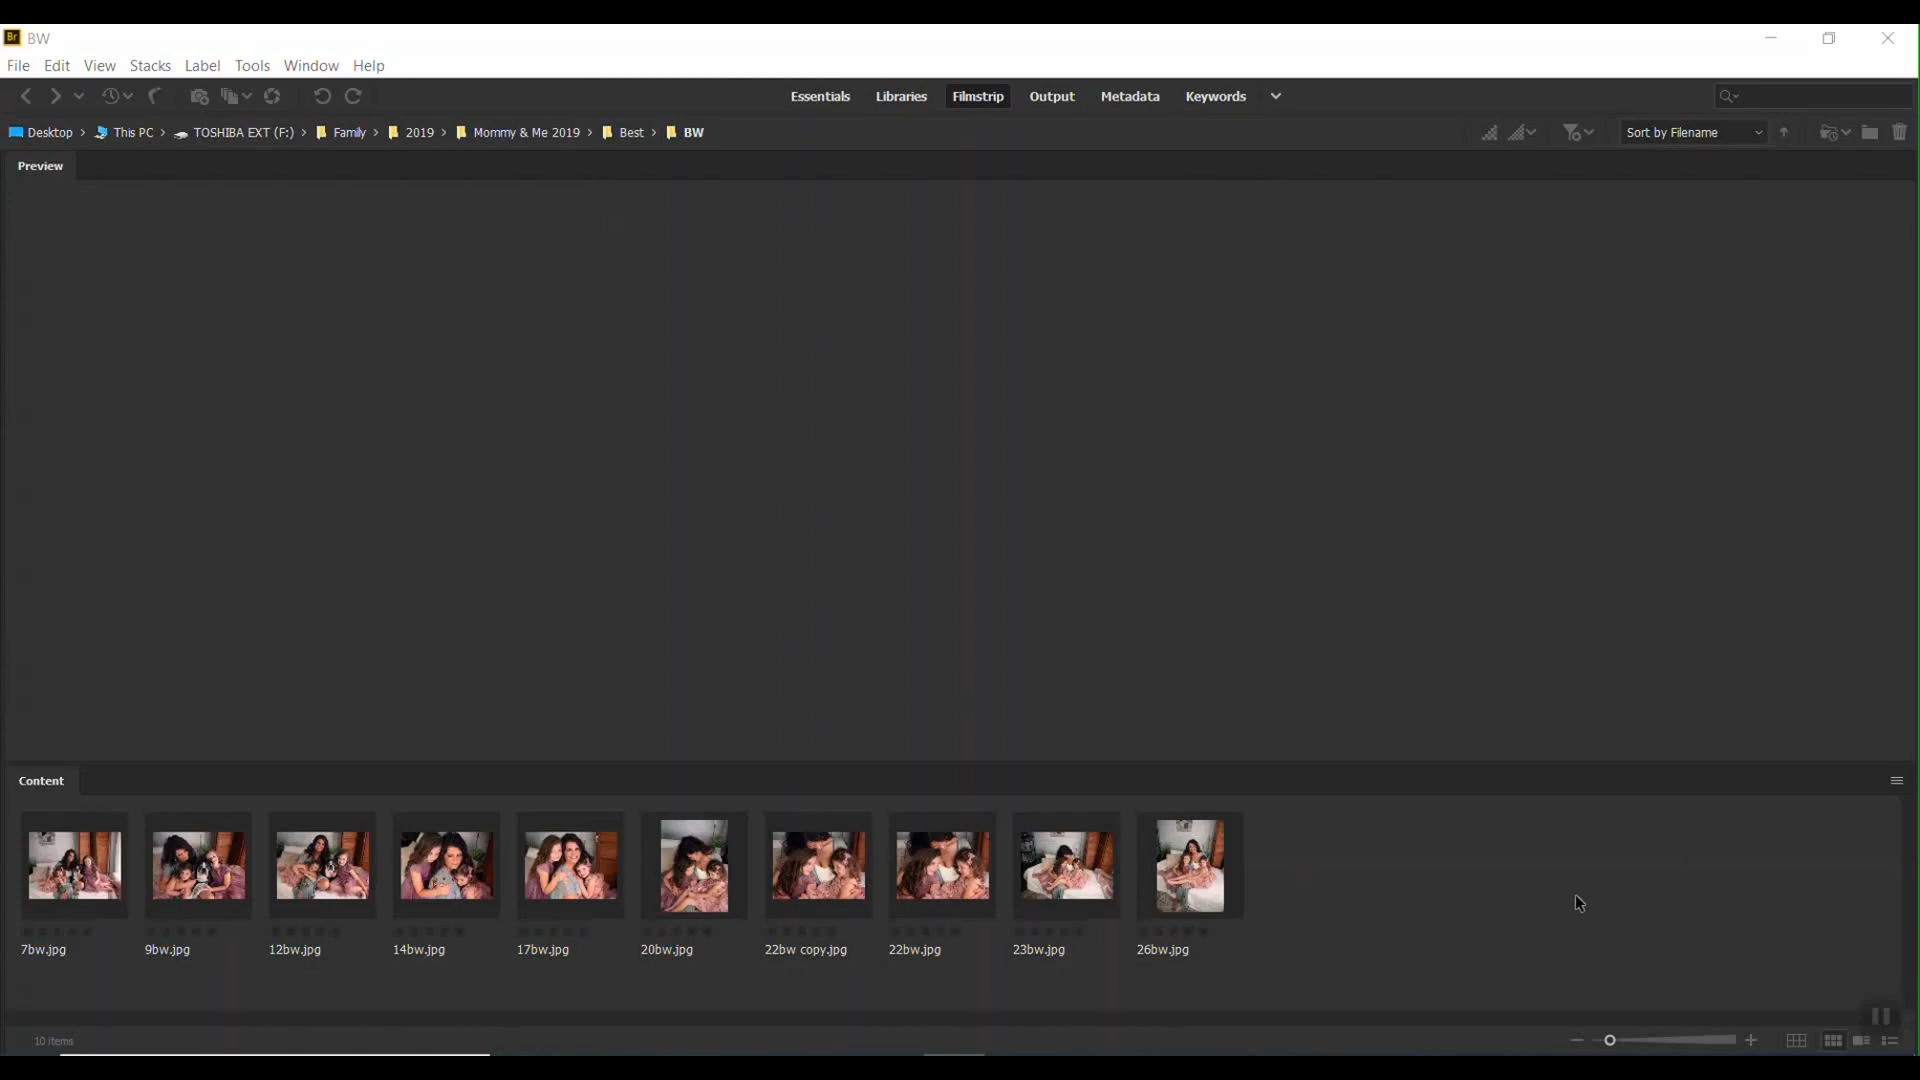 Br BW
File Edit View Stacks Label Tools Window Help
Essentials Libraries Filmstrip Output Metadata Keywords
Desktop This PC TOSHIBA EXT (F:) Family 2019 Mommy & Me 2019 Best BW Sort by Filename
Preview
Content
7bw.jpg 9bw.jpg 12bw.jpg 14bw.jpg 17bw.jpg 20bw.jpg 22bw copy.jpg 22bw.jpg 23bw.jpg 26bw.jpg
10 items